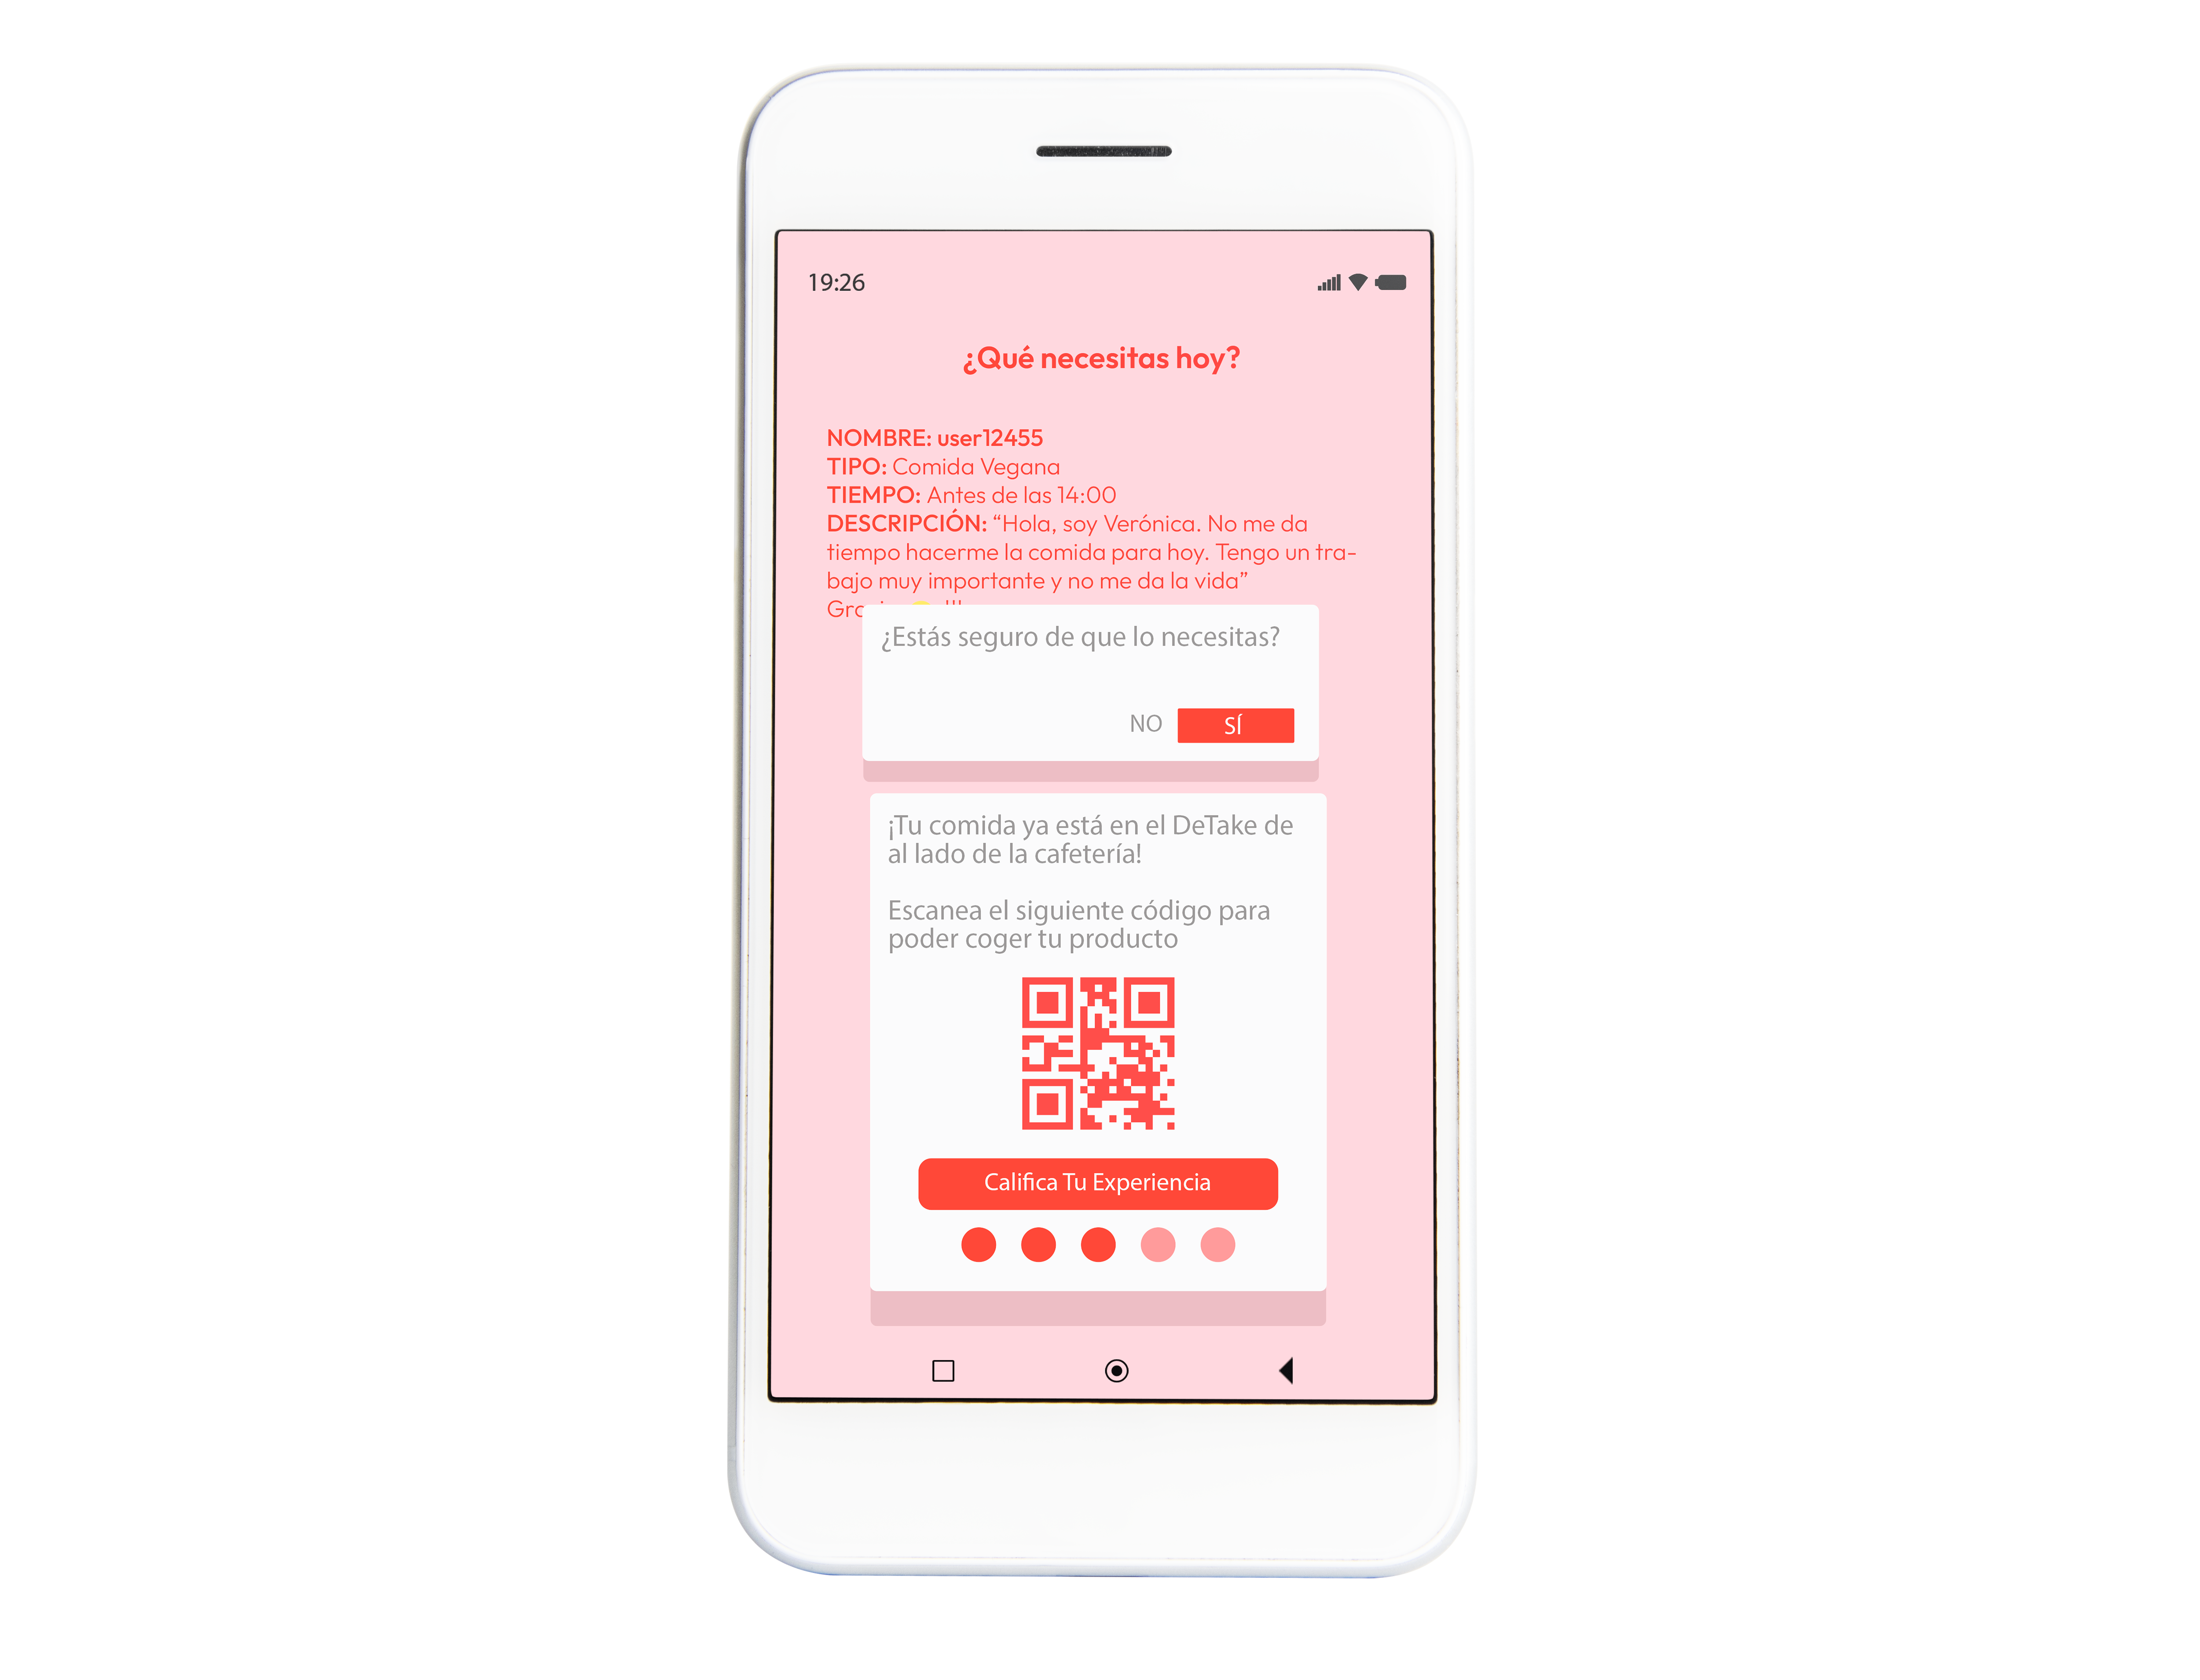 19:26
¿Qué necesitas hoy?
NOMBRE: user12455
TIPO: Comida Vegana
TIEMPO: Antes de las 14:00
DESCRIPCIÓN: “Hola, soy Verónica. No me da
tiempo hacerme la comida para hoy. Tengo un tra-
bajo muy importante y no me da la vida”
¿Estás seguro de que lo necesitas?
NO SÍ
¡Tu comida ya está en el DeTake de
al lado de la cafetería!
Escanea el siguiente código para
poder coger tu producto
Califica Tu Experiencia